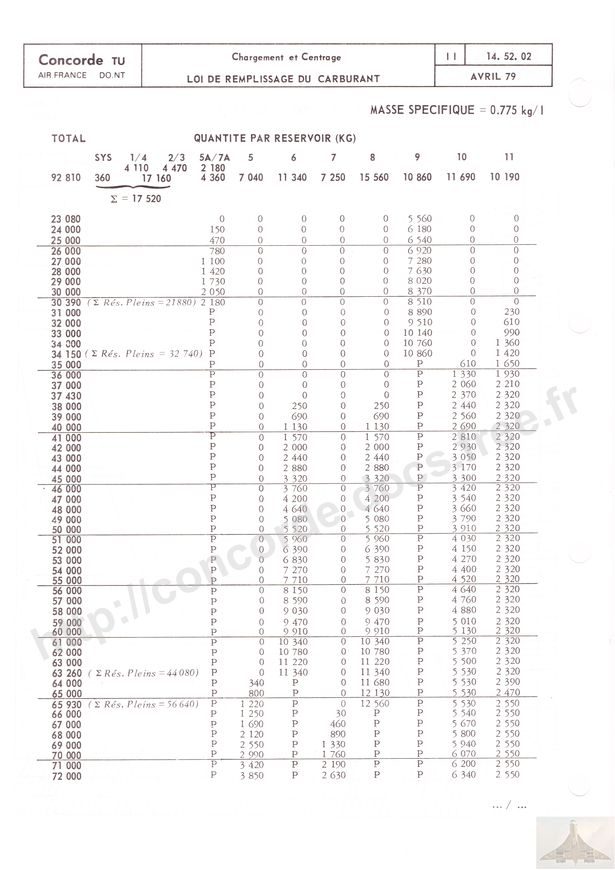 Concorde TU
AIR FRANCE DO.NT
Chargement et Centrage
LOI DE REMPLISSAGE DU CARBURANT
11 14. 52. 02
AVRIL 79
MASSE SPECIFIQUE = 0.775 kg/l
TOTAL QUANTITE PAR RESERVOIR (KG)
SYS 1/4 2/3 5A/7A 5 6 7 8 9 10 11
4 110 4 470 2 180
92 810 360 17 160 4 360 7 040 11 340 7 250 15 560 10 860 11 690 10 190
Σ = 17 520
23 080 0 0 0 0 0 5 560 0 0
24 000 150 0 0 0 0 6 180 0 0
25 000 470 0 0 0 0 6 540 0 0
26 000 780 0 0 0 0 6 920 0 0
27 000 1 100 0 0 0 0 7 280 0 0
28 000 1 420 0 0 0 0 7 630 0 0
29 000 1 730 0 0 0 0 8 020 0 0
30 000 2 050 0 0 0 0 8 370 0 0
30 390 (Σ Rés. Pleins = 21880) 2 180 0 0 0 0 8 510 0 0
31 000 P 0 0 0 0 8 890 0 230
32 000 P 0 0 0 0 9 510 0 610
33 000 P 0 0 0 0 10 140 0 990
34 000 P 0 0 0 0 10 760 0 1 360
34 150 (Σ Rés. Pleins = 32 740) P 0 0 0 0 10 860 0 1 420
35 000 P 0 0 0 0 P 610 1 650
36 000 P 0 0 0 0 P 1 330 1 930
37 000 P 0 0 0 0 P 2 060 2 210
37 430 P 0 0 0 0 P 2 370 2 320
38 000 P 0 250 0 250 P 2 440 2 320
39 000 P 0 690 0 690 P 2 560 2 320
40 000 P 0 1 130 0 1 130 P 2 690 2 320
41 000 P 0 1 570 0 1 570 P 2 810 2 320
42 000 P 0 2 000 0 2 000 P 2 930 2 320
43 000 P 0 2 440 0 2 440 P 3 050 2 320
44 000 P 0 2 880 0 2 880 P 3 170 2 320
45 000 P 0 3 320 0 3 320 P 3 300 2 320
46 000 P 0 3 760 0 3 760 P 3 420 2 320
47 000 P 0 4 200 0 4 200 P 3 540 2 320
48 000 P 0 4 640 0 4 640 P 3 660 2 320
49 000 P 0 5 080 0 5 080 P 3 790 2 320
50 000 P 0 5 520 0 5 520 P 3 910 2 320
51 000 P 0 5 960 0 5 960 P 4 030 2 320
52 000 P 0 6 390 0 6 390 P 4 150 2 320
53 000 P 0 6 830 0 6 830 P 4 270 2 320
54 000 P 0 7 270 0 7 270 P 4 400 2 320
55 000 P 0 7 710 0 7 710 P 4 520 2 320
56 000 P 0 8 150 0 8 150 P 4 640 2 320
57 000 P 0 8 590 0 8 590 P 4 760 2 320
58 000 P 0 9 030 0 9 030 P 4 880 2 320
59 000 P 0 9 470 0 9 470 P 5 010 2 320
60 000 P 0 9 910 0 9 910 P 5 130 2 320
61 000 P 0 10 340 0 10 340 P 5 250 2 320
62 000 P 0 10 780 0 10 780 P 5 370 2 320
63 000 P 0 11 220 0 11 220 P 5 500 2 320
63 260 (Σ Rés. Pleins = 44 080) P 0 11 340 0 11 340 P 5 530 2 320
64 000 P 340 P 0 11 680 P 5 530 2 390
65 000 P 800 P 0 12 130 P 5 530 2 470
65 930 (Σ Rés. Pleins = 56 640) P 1 220 P 0 12 560 P 5 530 2 550
66 000 P 1 250 P 30 P P 5 540 2 550
67 000 P 1 690 P 460 P P 5 670 2 550
68 000 P 2 120 P 890 P P 5 800 2 550
69 000 P 2 550 P 1 330 P P 5 940 2 550
70 000 P 2 990 P 1 760 P P 6 070 2 550
71 000 P 3 420 P 2 190 P P 6 200 2 550
72 000 P 3 850 P 2 630 P P 6 340 2 550
... / ...
http://concorde.docs.free.fr